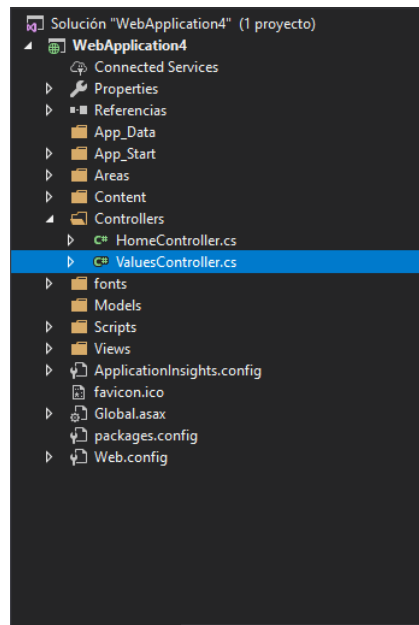 Solución "WebApplication4" (1 proyecto)
WebApplication4
Connected Services
Properties
Referencias
App_Data
App_Start
Areas
Content
Controllers
C# HomeController.cs
C# ValuesController.cs
fonts
Models
Scripts
Views
ApplicationInsights.config
favicon.ico
Global.asax
packages.config
Web.config